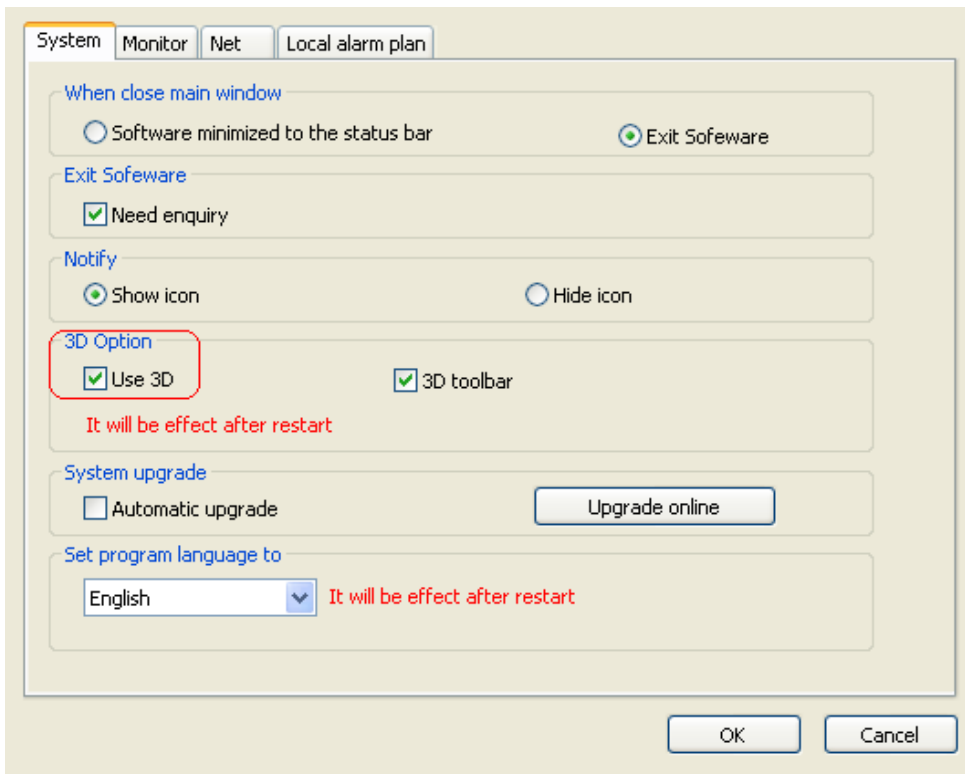 System Monitor Net Local alarm plan
When close main window
Software minimized to the status bar Exit Sofeware
Exit Sofeware
Need enquiry
Notify
Show icon Hide icon
3D Option
Use 3D 3D toolbar
It will be effect after restart
System upgrade
Automatic upgrade Upgrade online
Set program language to
English It will be effect after restart
OK Cancel